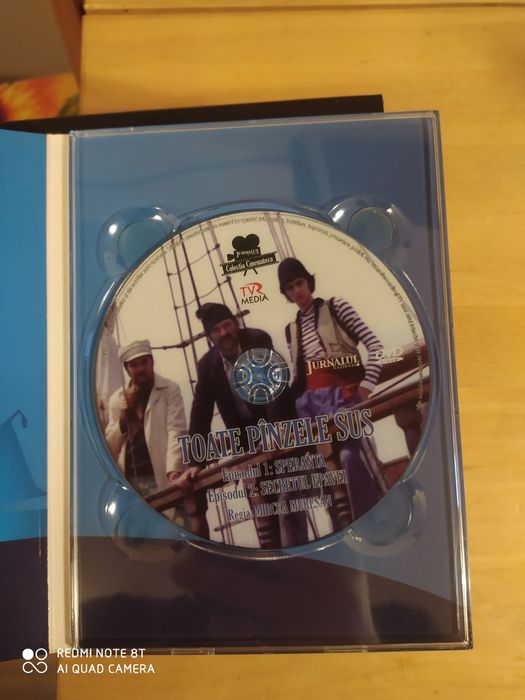 JURNALUL
Colecția Cinemateca
TVR
MEDIA
JURNALUL
NAȚIONAL
DVD
TOATE PÎNZELE SUS
Episodul 1: SPERANȚA
Episodul 2: SECRETUL EPAVEI
Regia: MIRCEA MUREȘAN
REDMI NOTE 8T
AI QUAD CAMERA